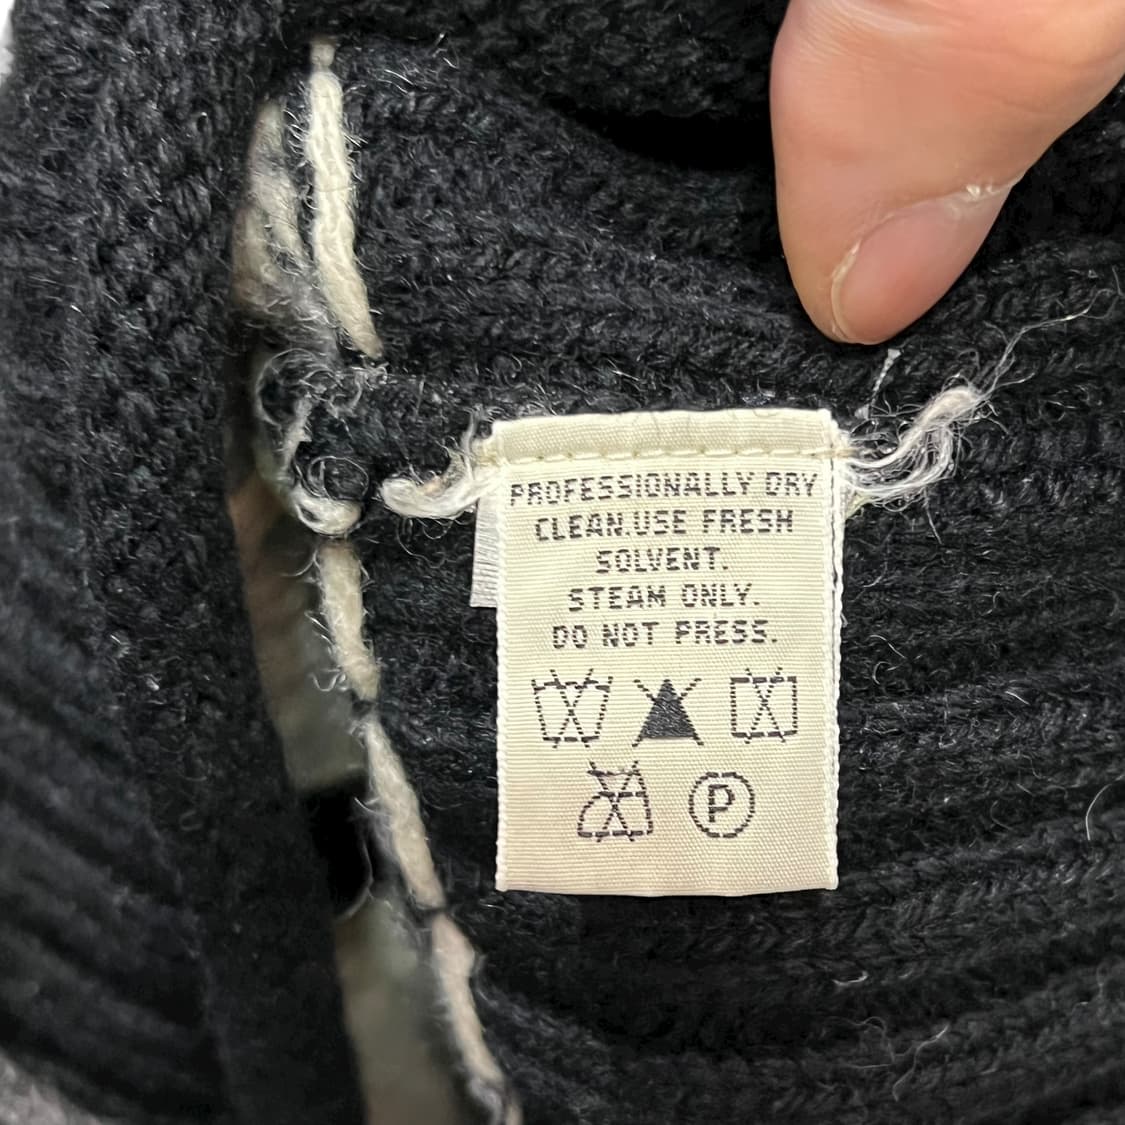 PROFESSIONALLY DRY
CLEAN.USE FRESH
SOLVENT.
STEAM ONLY.
DO NOT PRESS.
P